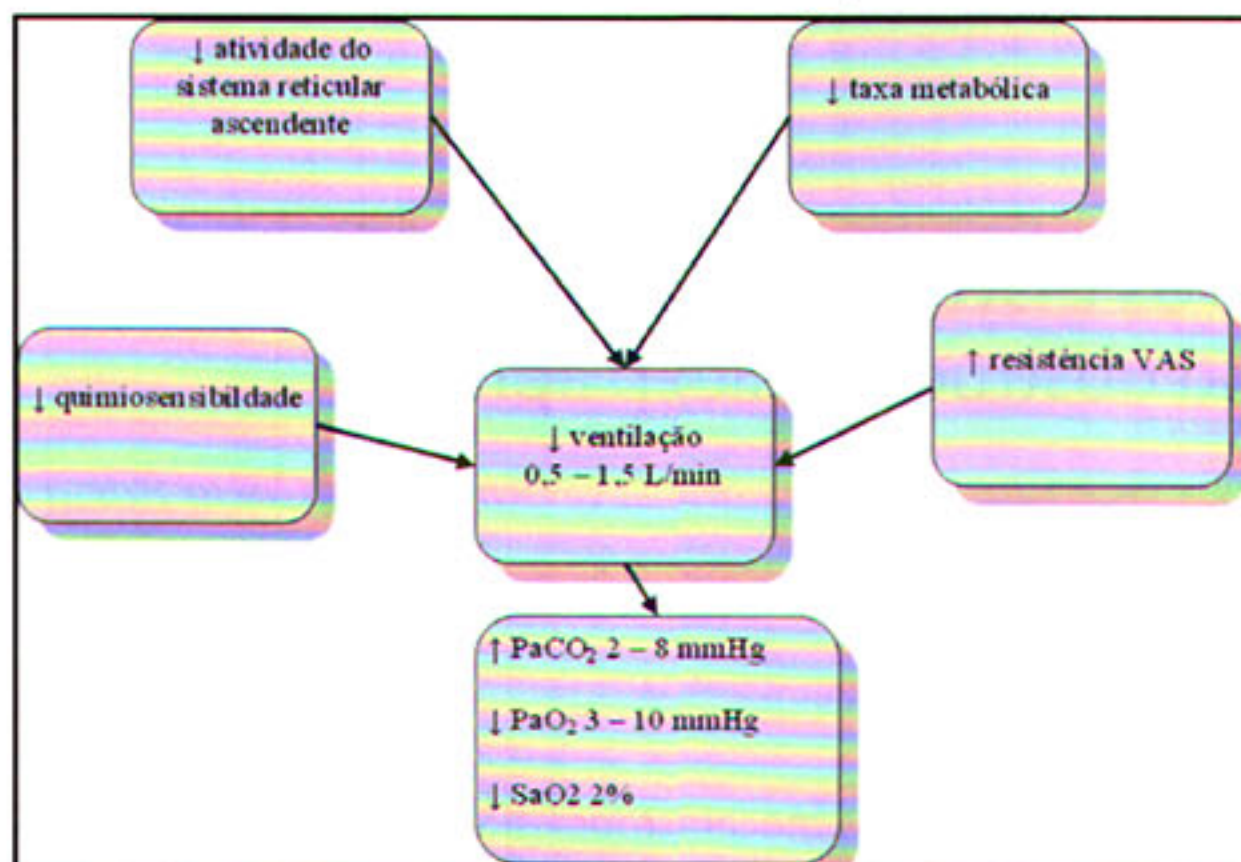 ↓ atividade do
sistema reticular
ascendente
↓ taxa metabólica
↓ quimiosensibildade
↑ resistência VAS
↓ ventilação
0,5 – 1,5 L/min
↑ PaCO₂ 2 – 8 mmHg
↓ PaO₂ 3 – 10 mmHg
↓ SaO2 2%